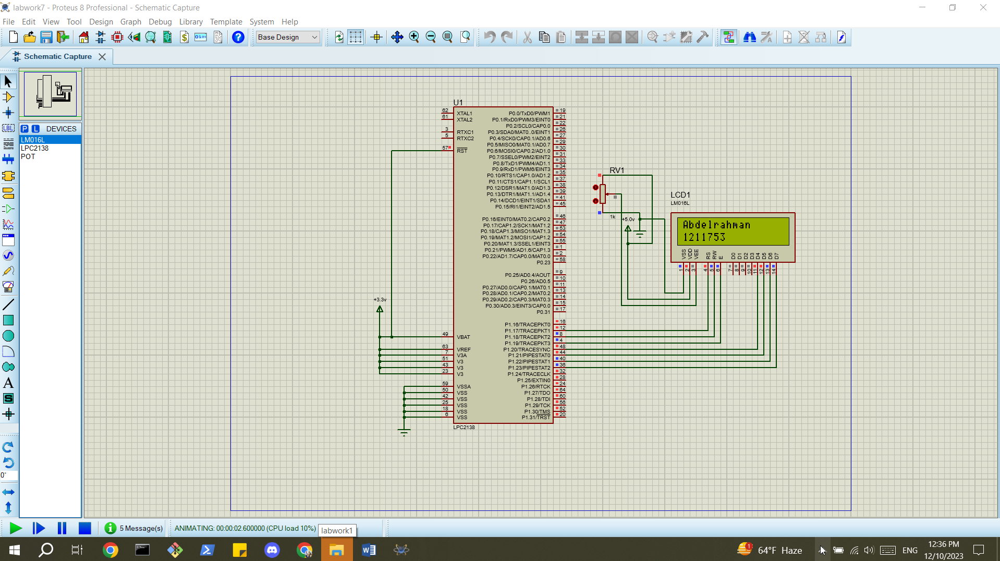 labwork7 - Proteus 8 Professional - Schematic Capture
File Edit View Tool Design Graph Debug Library Template System Help
Base Design
Schematic Capture
P L DEVICES
LM016L
LPC2138
POT
LBL
A
S
0°
U1
62 XTAL1
61 XTAL2
3 RTXC1
5 RTXC2
57 RST
49 VBAT
63 VREF
7 V3A
51 V3
43 V3
23 V3
59 VSSA
50 VSS
42 VSS
25 VSS
18 VSS
6 VSS
P0.0/TxD0/PWM1 19
P0.1/RxD0/PWM3/EINT0 21
P0.2/SCL0/CAP0.0 22
P0.3/SDA0/MAT0..0/EINT1 26
P0.4/SCK0/CAP0.1/AD0.6 27
P0.5/MISO0/MAT0.1/AD0.7 29
P0.6/MOSI0/CAP0.2/AD1.0 30
P0.7/SSEL0/PWM2/EINT2 31
P0.8/TxD1/PWM4/AD1.1 33
P0.9/RxD1/PWM6/EINT3 34
P0.10/RTS1/CAP1.0/AD1.2 35
P0.11/CTS1/CAP1.1/SCL1 37
P0.12/DSR1/MAT1.0/AD1.3 38
P0.13/DTR1/MAT1.1/AD1.4 39
P0.14/DCD1/EINT1/SDA1 41
P0.15/RI1/EINT2/AD1.5 45
P0.16/EINT0/MAT0.2/CAP0.2 46
P0.17/CAP1.2/SCK1/MAT1.2 47
P0.18/CAP1.3/MISO1/MAT1.3 53
P0.19/MAT1.2/MOSI1/CAP1.2 54
P0.20/MAT1.3/SSEL1/EINT3 55
P0.21/PWM5/AD1.6/CAP1.3 1
P0.22/AD1.7/CAP0.0/MAT0.0 2
P0.23 58
P0.25/AD0.4/AOUT 9
P0.26/AD0.5 10
P0.27/AD0.0/CAP0.1/MAT0.1 11
P0.28/AD0.1/CAP0.2/MAT0.2 13
P0.29/AD0.2/CAP0.3/MAT0.3 14
P0.30/AD0.3/EINT3/CAP0.0 15
P0.31 17
P1.16/TRACEPKT0 16
P1.17/TRACEPKT1 12
P1.18/TRACEPKT2 8
P1.19/TRACEPKT3 4
P1.20/TRACESYNC 48
P1.21/PIPESTAT0 44
P1.22/PIPESTAT1 40
P1.23/PIPESTAT2 36
P1.24/TRACECLK 32
P1.25/EXTIN0 28
P1.26/RTCK 24
P1.27/TDO 64
P1.28/TDI 60
P1.29/TCK 56
P1.30/TMS 52
P1.31/TRST 20
LPC2138
+3.3v
RV1
1k
+5.0v
LCD1
LM016L
Abdelrahman
1211753
VSS VDD VEE RS RW E D0 D1 D2 D3 D4 D5 D6 D7
1 2 3 4 5 6 7 8 9 10 11 12 13 14
5 Message(s) ANIMATING: 00:00:02.600000 (CPU load 10%)
labwork1
64°F Haze
ENG
12:36 PM
12/10/2023